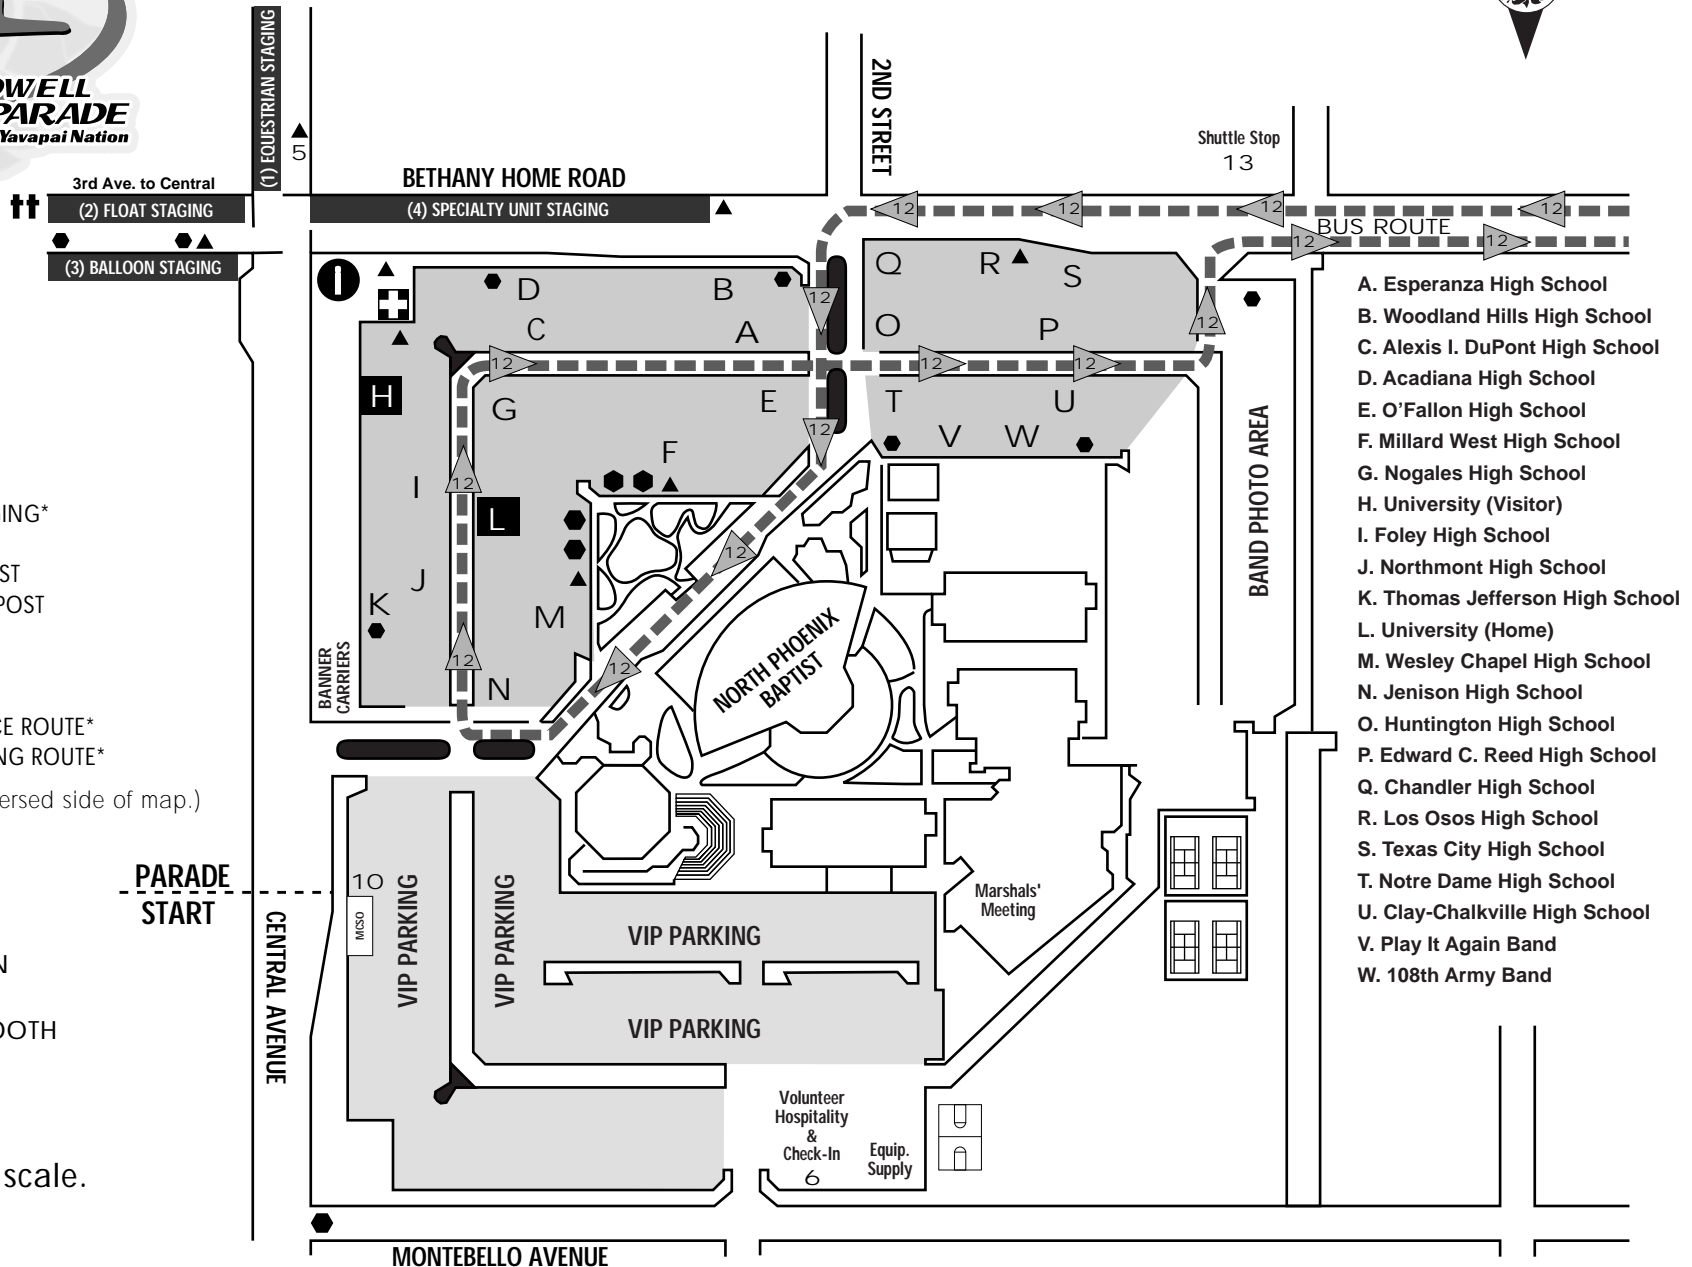 PARADE
Yavapai Nation
3rd Ave. to Central
(1) EQUESTRIAN STAGING
5
(2) FLOAT STAGING
(3) BALLOON STAGING
BETHANY HOME ROAD
(4) SPECIALTY UNIT STAGING
2ND STREET
Shuttle Stop
13
12
12
12
12
BUS ROUTE
12
12
D
B
C
A
12
Q
R
S
O
P
12
H
12
12
12
G
E
T
U
12
F
V
W
I
12
L
12
J
K
M
12
12
N
BANNER
CARRIERS
NORTH PHOENIX
BAPTIST
BAND PHOTO AREA
A. Esperanza High School
B. Woodland Hills High School
C. Alexis I. DuPont High School
D. Acadiana High School
E. O’Fallon High School
F. Millard West High School
G. Nogales High School
H. University (Visitor)
I. Foley High School
J. Northmont High School
K. Thomas Jefferson High School
L. University (Home)
M. Wesley Chapel High School
N. Jenison High School
O. Huntington High School
P. Edward C. Reed High School
Q. Chandler High School
R. Los Osos High School
S. Texas City High School
T. Notre Dame High School
U. Clay-Chalkville High School
V. Play It Again Band
W. 108th Army Band
POST
ROUTE*
ROUTE*
side of map.)
PARADE
START
10
MCSO
VIP PARKING
VIP PARKING
VIP PARKING
VIP PARKING
CENTRAL AVENUE
Marshals'
Meeting
Volunteer
Hospitality
&
Check-In
6
Equip.
Supply
scale.
MONTEBELLO AVENUE